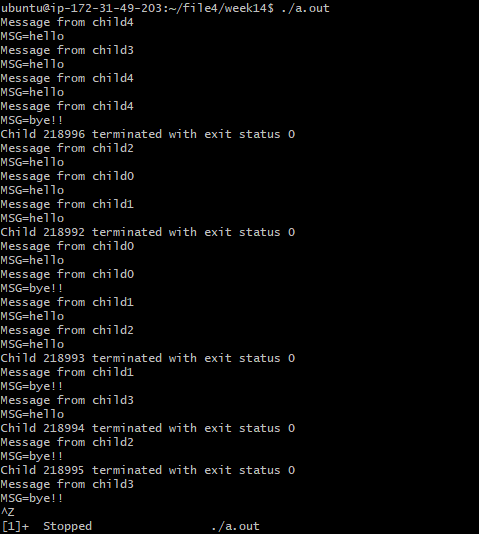 ubuntu@ip-172-31-49-203:~/file4/week14$ ./a.out
Message from child4
MSG=hello
Message from child3
MSG=hello
Message from child4
MSG=hello
Message from child4
MSG=bye!!
Child 218996 terminated with exit status 0
Message from child2
MSG=hello
Message from child0
MSG=hello
Message from child1
MSG=hello
Child 218992 terminated with exit status 0
Message from child0
MSG=hello
Message from child0
MSG=bye!!
Message from child1
MSG=hello
Message from child2
MSG=hello
Child 218993 terminated with exit status 0
Message from child1
MSG=bye!!
Message from child3
MSG=hello
Child 218994 terminated with exit status 0
Message from child2
MSG=bye!!
Child 218995 terminated with exit status 0
Message from child3
MSG=bye!!
^Z
[1]+  Stopped                 ./a.out